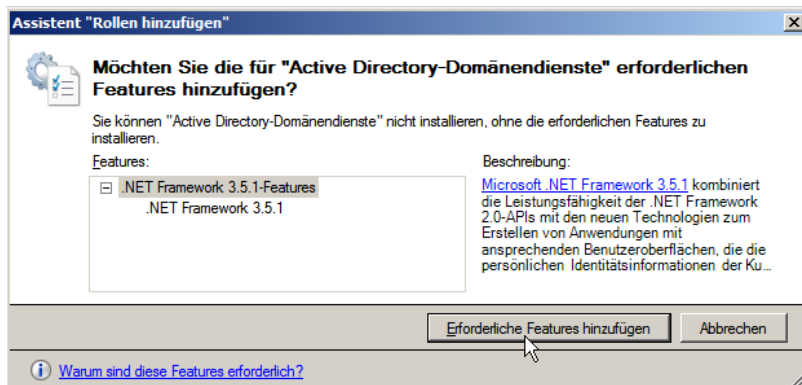 Assistent "Rollen hinzufügen"
Möchten Sie die für "Active Directory-Domänendienste" erforderlichen
Features hinzufügen?
Sie können "Active Directory-Domänendienste" nicht installieren, ohne die erforderlichen Features zu
installieren.
Features:
.NET Framework 3.5.1-Features
.NET Framework 3.5.1
Beschreibung:
Microsoft .NET Framework 3.5.1 kombiniert
die Leistungsfähigkeit der .NET Framework
2.0-APIs mit den neuen Technologien zum
Erstellen von Anwendungen mit
ansprechenden Benutzeroberflächen, die die
persönlichen Identitätsinformationen der Ku...
Erforderliche Features hinzufügen
Abbrechen
Warum sind diese Features erforderlich?